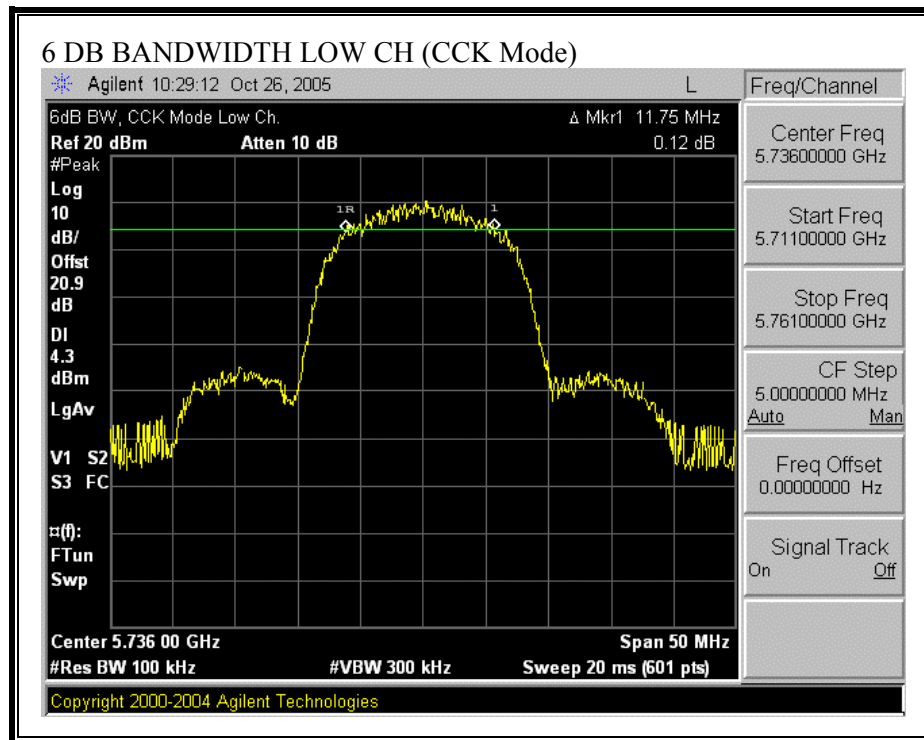 6 DB BANDWIDTH LOW CH (CCK Mode)
Agilent 10:29:12 Oct 26, 2005 L
Freq/Channel
6dB BW, CCK Mode Low Ch. Δ Mkr1 11.75 MHz
Ref 20 dBm Atten 10 dB 0.12 dB
#Peak
Log
10
dB/
Offst
20.9
dB
DI
4.3
dBm
LgAv
V1 S2
S3 FC
¤(f):
FTun
Swp
1R
1
Center 5.736 00 GHz Span 50 MHz
#Res BW 100 kHz #VBW 300 kHz Sweep 20 ms (601 pts)
Center Freq
5.73600000 GHz
Start Freq
5.71100000 GHz
Stop Freq
5.76100000 GHz
CF Step
5.00000000 MHz
Auto Man
Freq Offset
0.00000000 Hz
Signal Track
On Off
Copyright 2000-2004 Agilent Technologies